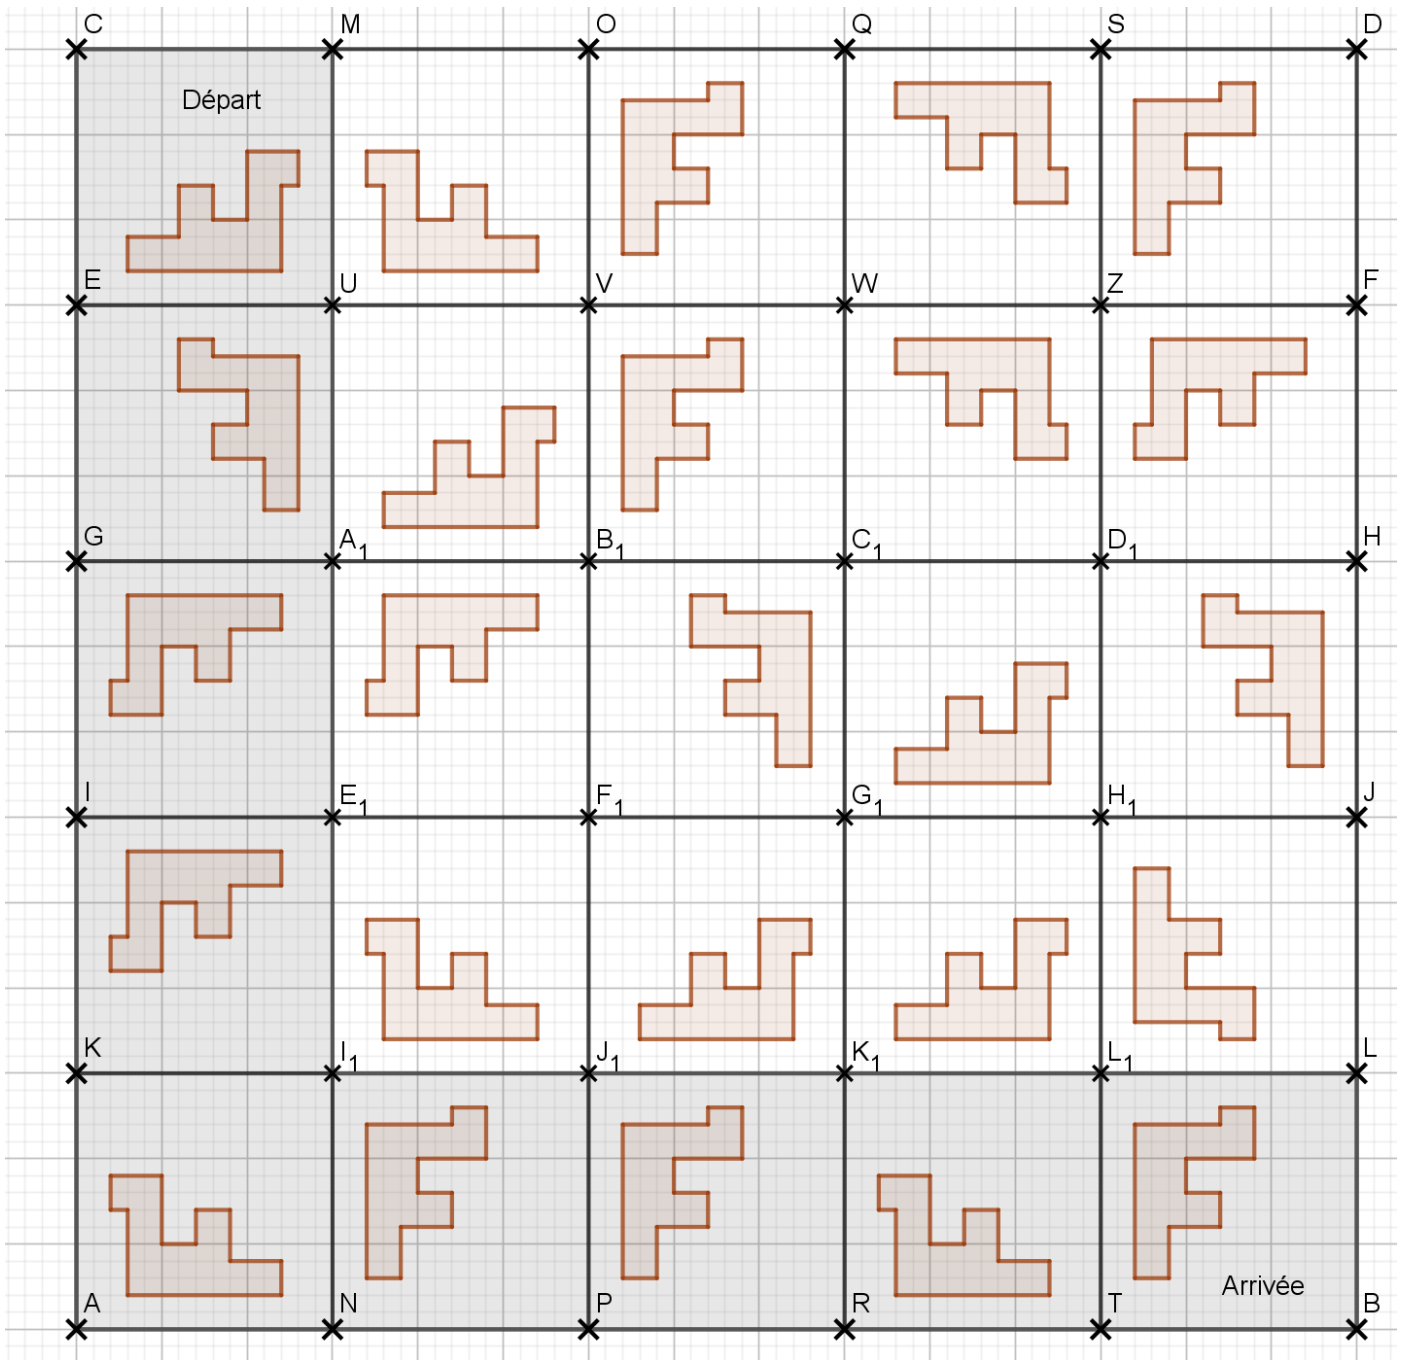 C M O Q S D
Départ
E U V W Z F
G A₁ B₁ C₁ D₁ H
I E₁ F₁ G₁ H₁ J
K I₁ J₁ K₁ L₁ L
Arrivée
A N P R T B